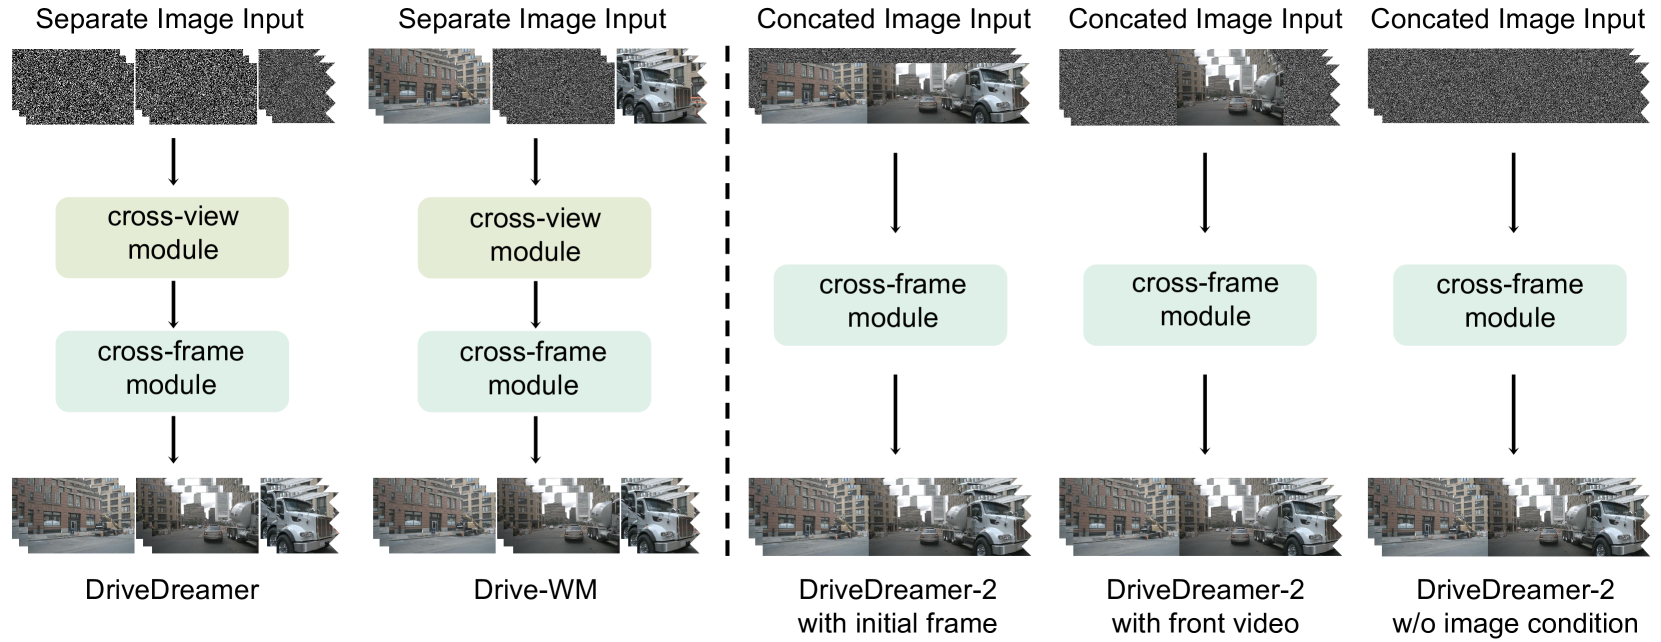 Separate Image Input
Separate Image Input
Concated Image Input
Concated Image Input
Concated Image Input
cross-view
module
cross-view
module
cross-frame
module
cross-frame
module
cross-frame
module
cross-frame
module
cross-frame
module
DriveDreamer
Drive-WM
DriveDreamer-2
with initial frame
DriveDreamer-2
with front video
DriveDreamer-2
w/o image condition